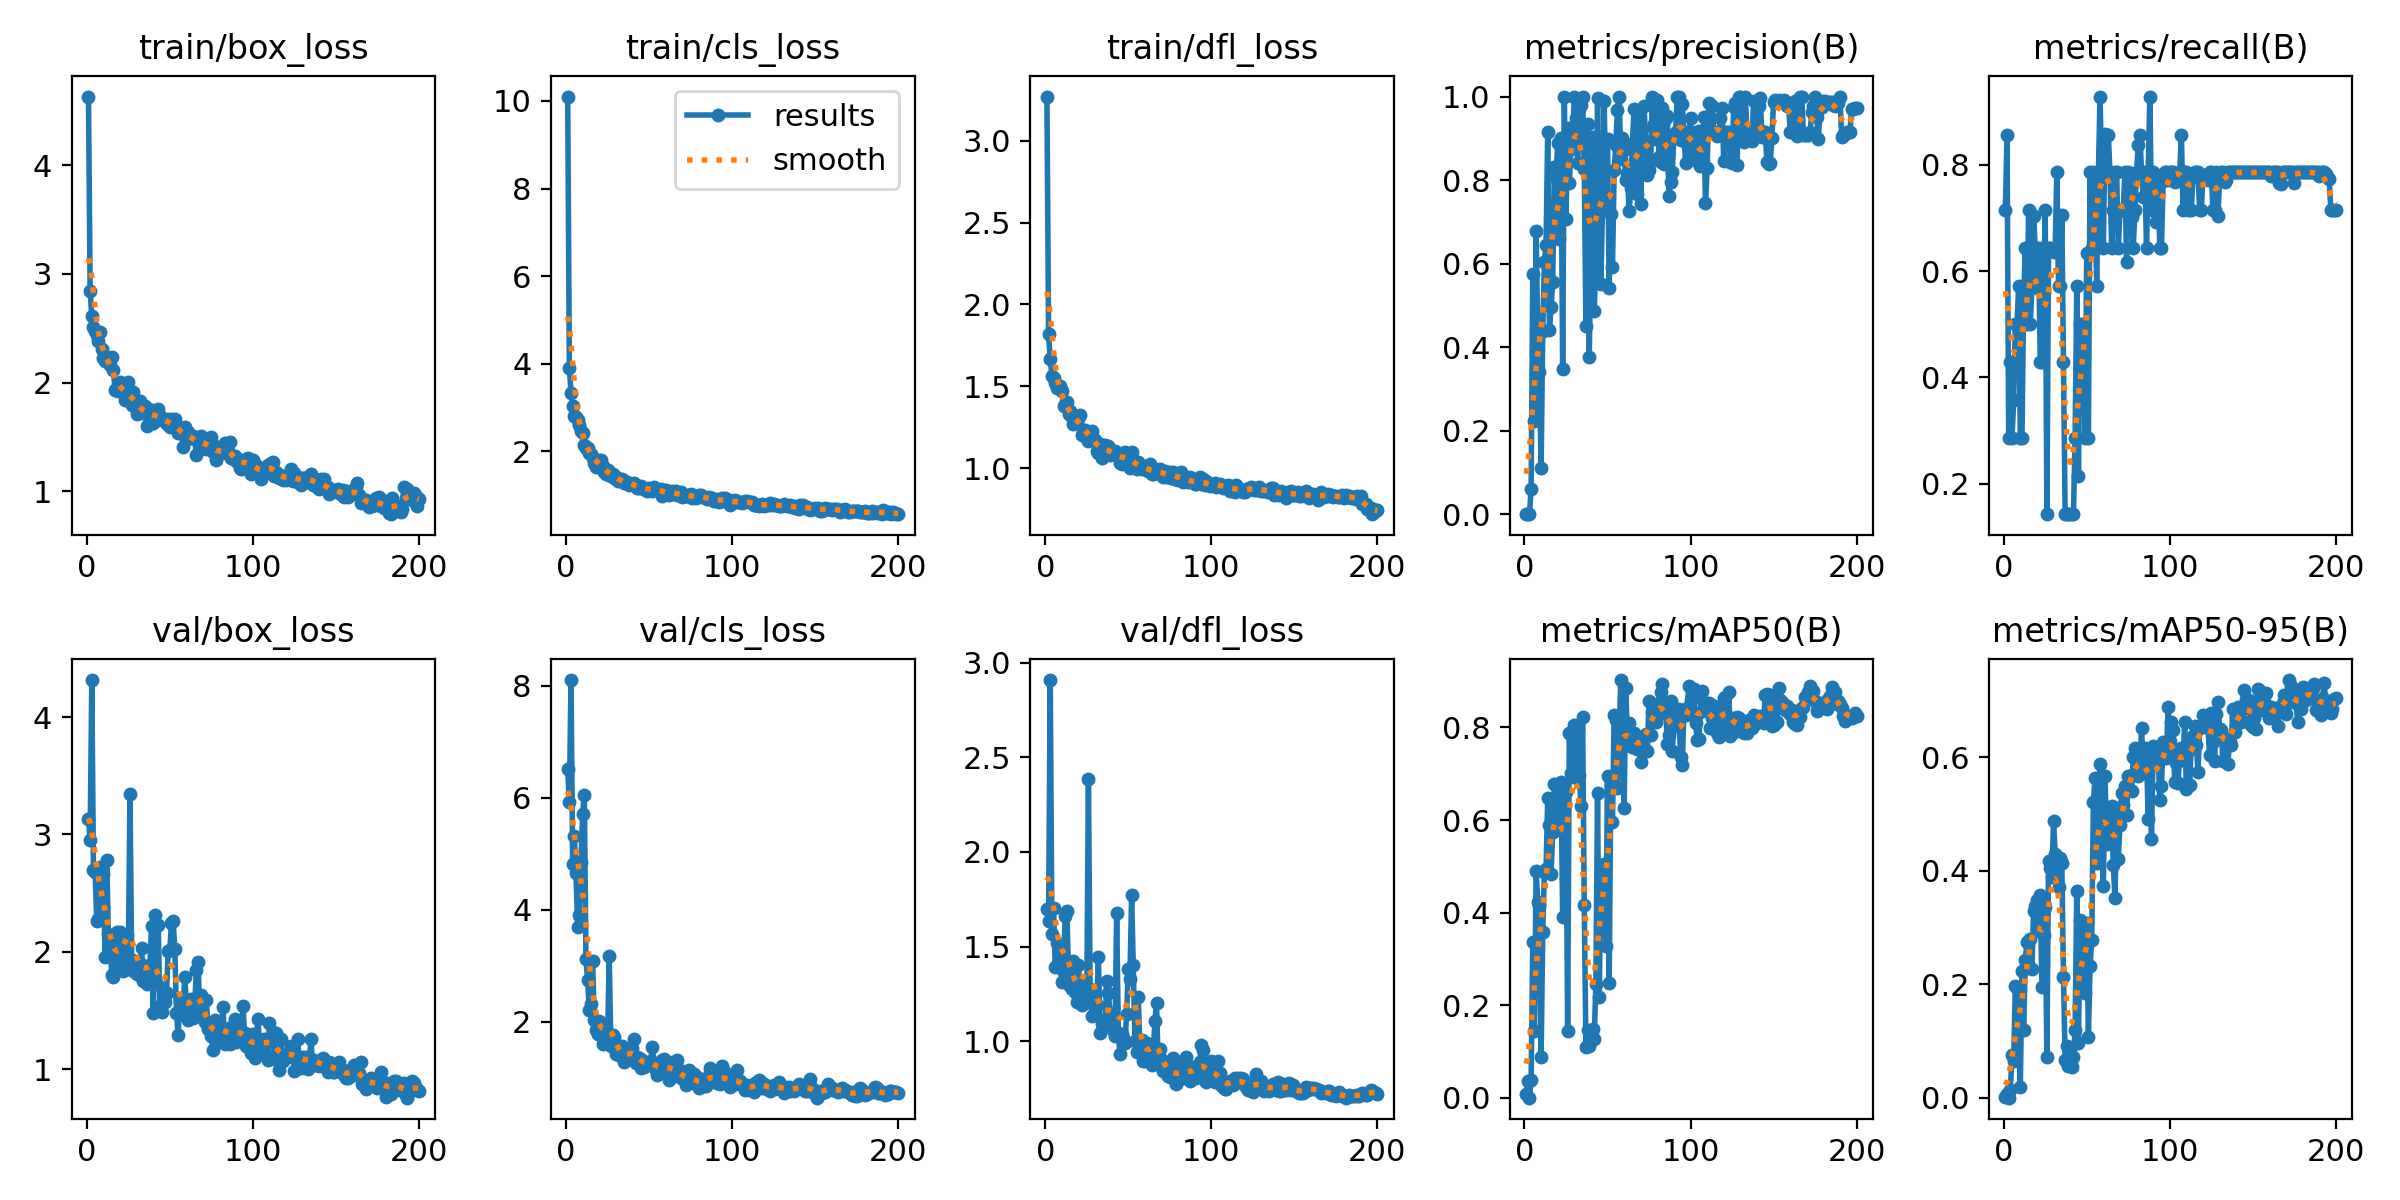 train/box_loss
4
3
2
1
0 100 200
train/cls_loss
results
smooth
10
8
6
4
2
0 100 200
train/dfl_loss
3.0
2.5
2.0
1.5
1.0
0 100 200
metrics/precision(B)
1.0
0.8
0.6
0.4
0.2
0.0
0 100 200
metrics/recall(B)
0.8
0.6
0.4
0.2
0 100 200
val/box_loss
4
3
2
1
0 100 200
val/cls_loss
8
6
4
2
0 100 200
val/dfl_loss
3.0
2.5
2.0
1.5
1.0
0 100 200
metrics/mAP50(B)
0.8
0.6
0.4
0.2
0.0
0 100 200
metrics/mAP50-95(B)
0.6
0.4
0.2
0.0
0 100 200